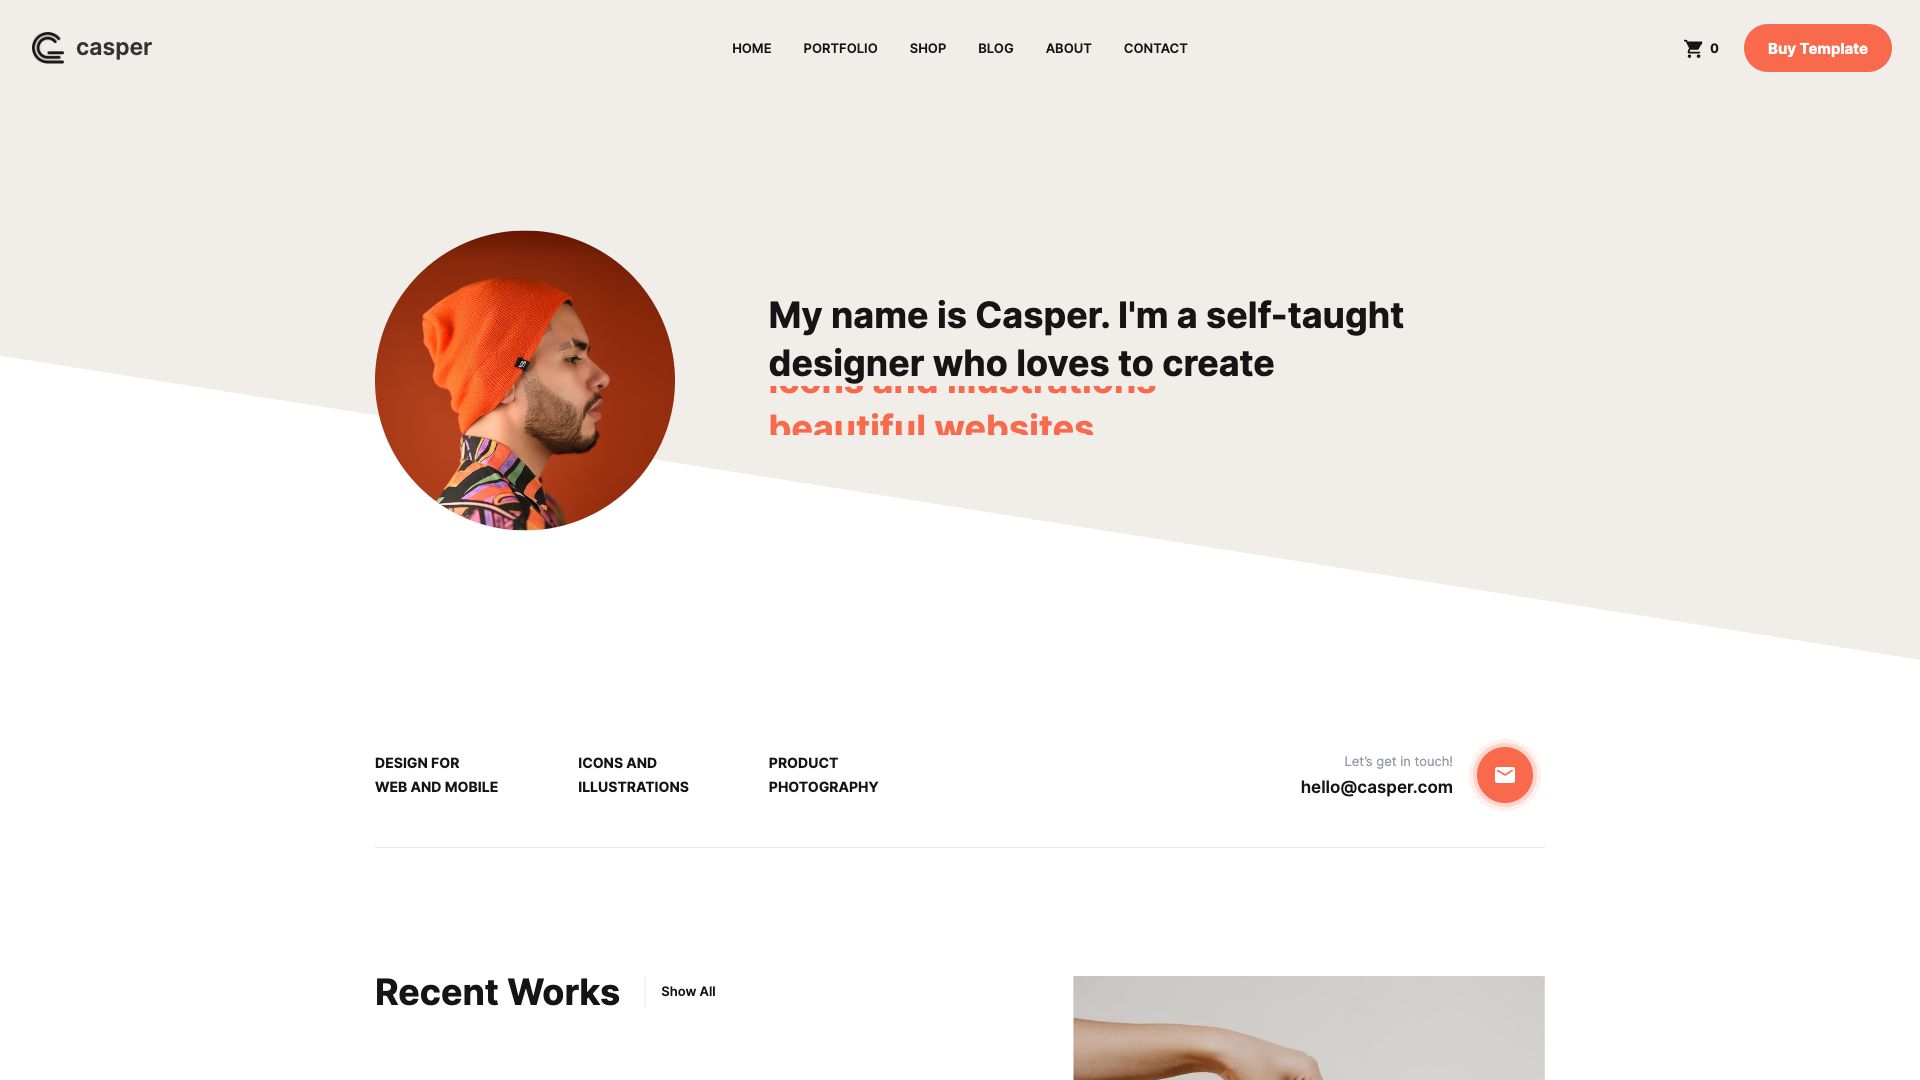 casper
HOME PORTFOLIO SHOP BLOG ABOUT CONTACT
0
Buy Template
My name is Casper. I'm a self-taught
designer who loves to create
icons and illustrations
beautiful websites
DESIGN FOR
WEB AND MOBILE
ICONS AND
ILLUSTRATIONS
PRODUCT
PHOTOGRAPHY
Let's get in touch!
hello@casper.com
Recent Works
Show All